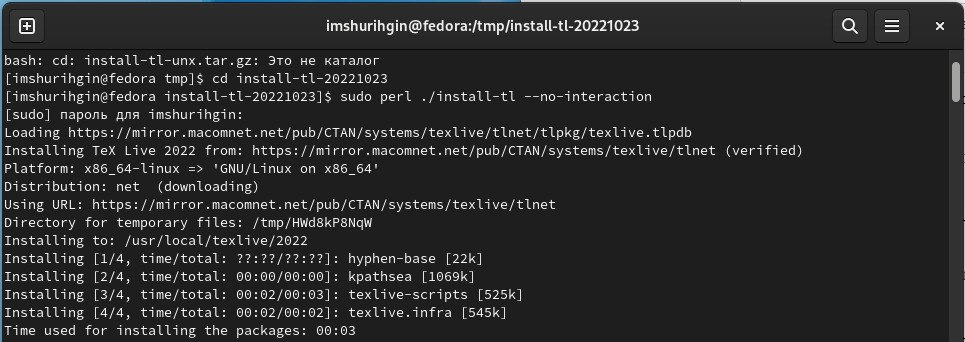 imshurihgin@fedora:/tmp/install-tl-20221023
bash: cd: install-tl-unx.tar.gz: Это не каталог
[imshurihgin@fedora tmp]$ cd install-tl-20221023
[imshurihgin@fedora install-tl-20221023]$ sudo perl ./install-tl --no-interaction
[sudo] пароль для imshurihgin:
Loading https://mirror.macomnet.net/pub/CTAN/systems/texlive/tlnet/tlpkg/texlive.tlpdb
Installing TeX Live 2022 from: https://mirror.macomnet.net/pub/CTAN/systems/texlive/tlnet (verified)
Platform: x86_64-linux => 'GNU/Linux on x86_64'
Distribution: net  (downloading)
Using URL: https://mirror.macomnet.net/pub/CTAN/systems/texlive/tlnet
Directory for temporary files: /tmp/HWd8kP8NqW
Installing to: /usr/local/texlive/2022
Installing [1/4, time/total: ??:??/??:??]: hyphen-base [22k]
Installing [2/4, time/total: 00:00/00:00]: kpathsea [1069k]
Installing [3/4, time/total: 00:02/00:03]: texlive-scripts [525k]
Installing [4/4, time/total: 00:02/00:02]: texlive.infra [545k]
Time used for installing the packages: 00:03